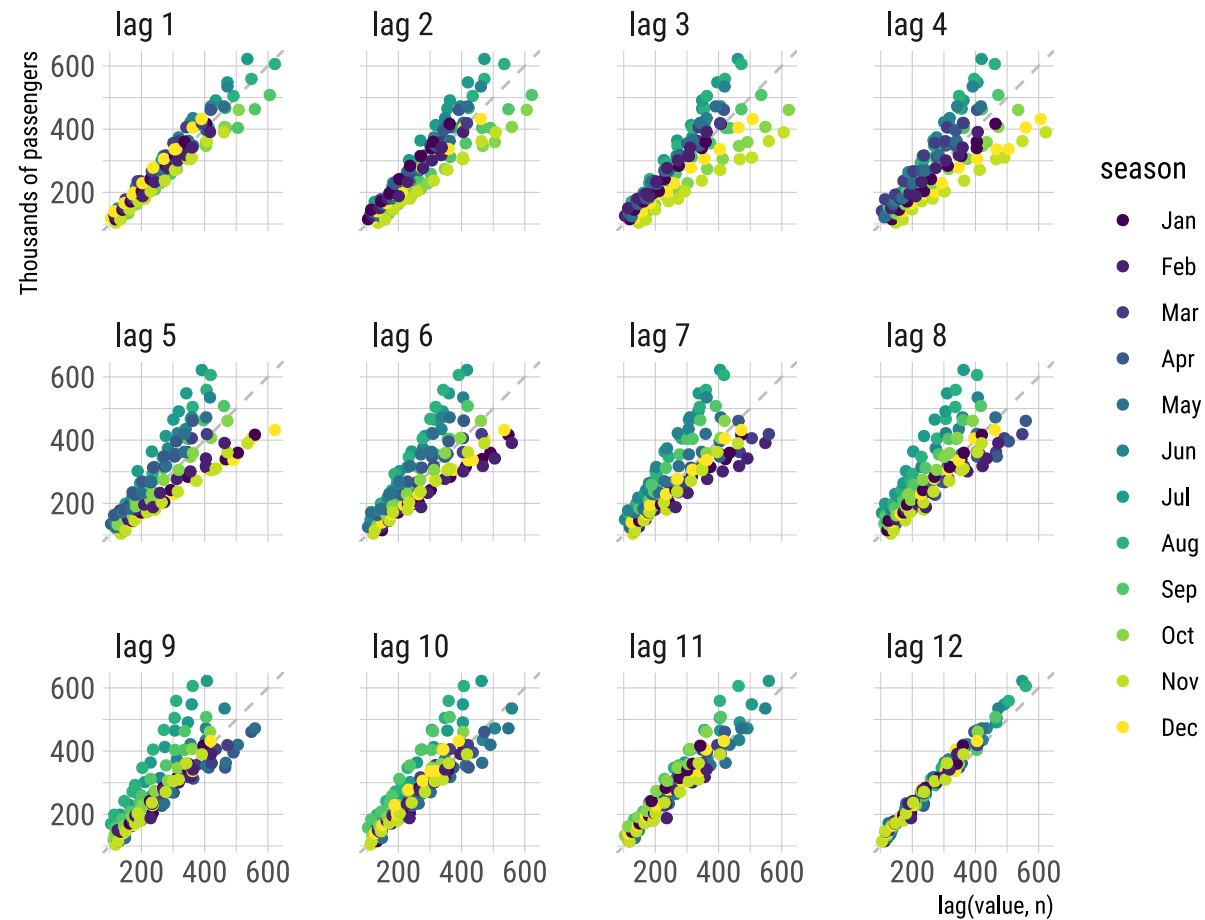 lag 1
lag 2
lag 3
lag 4
Thousands of passengers
600
400
200
lag 5
lag 6
lag 7
lag 8
600
400
200
lag 9
lag 10
lag 11
lag 12
600
400
200
200 400 600
200 400 600
200 400 600
200 400 600
lag(value, n)
season
Jan
Feb
Mar
Apr
May
Jun
Jul
Aug
Sep
Oct
Nov
Dec